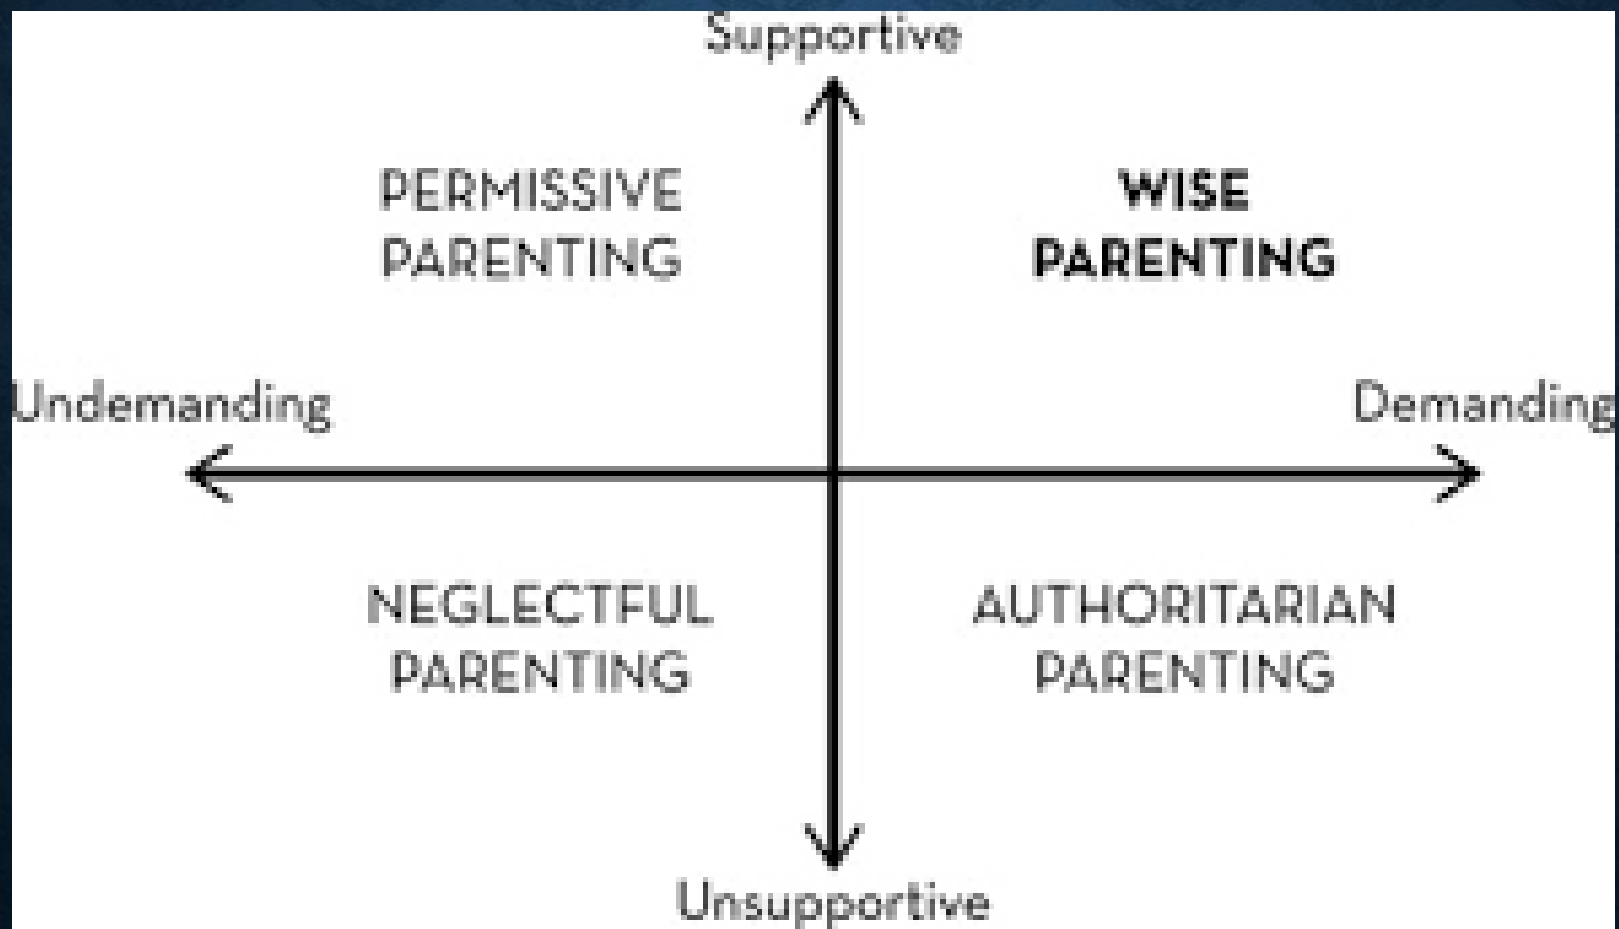 Supportive
PERMISSIVE
PARENTING
WISE
PARENTING
Undemanding
Demanding
NEGLECTFUL
PARENTING
AUTHORITARIAN
PARENTING
Unsupportive